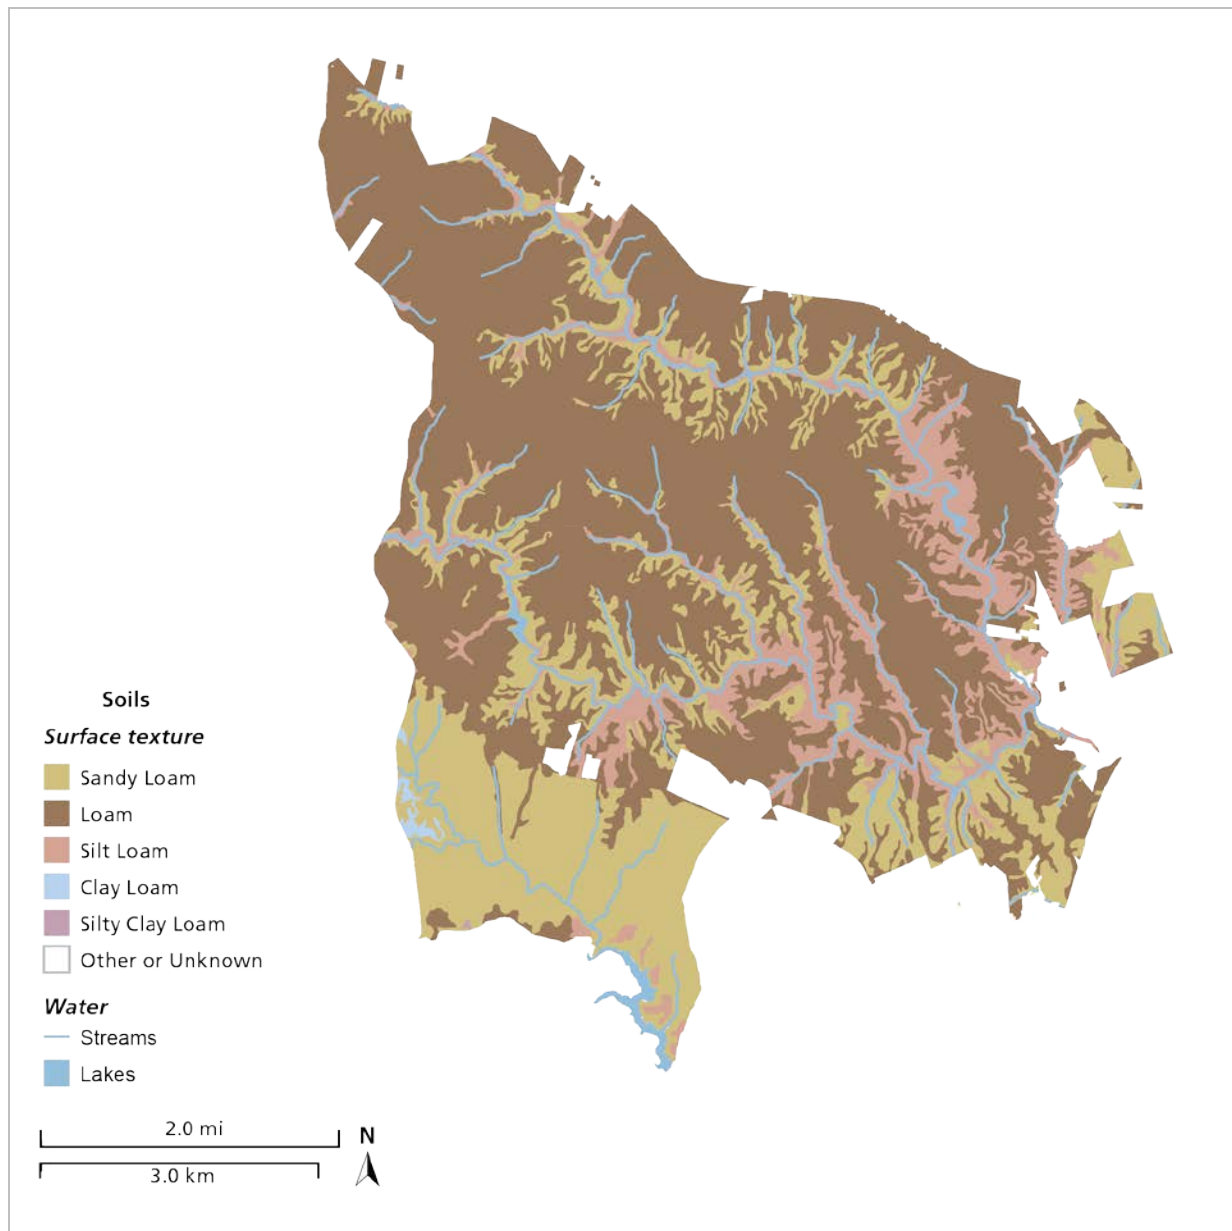 Soils
Surface texture
Sandy Loam
Loam
Silt Loam
Clay Loam
Silty Clay Loam
Other or Unknown
Water
Streams
Lakes
2.0 mi
N
3.0 km